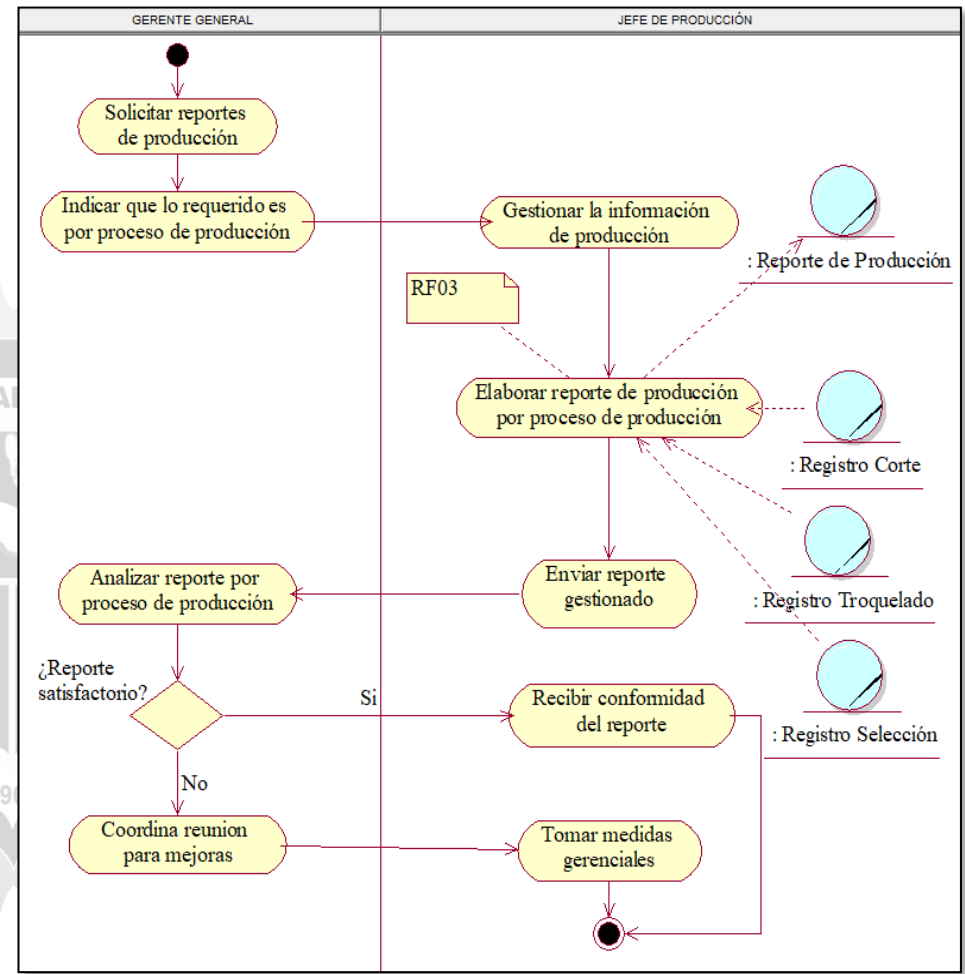 GERENTE GENERAL
JEFE DE PRODUCCIÓN
Solicitar reportes
de producción
Indicar que lo requerido es
por proceso de producción
Gestionar la información
de producción
: Reporte de Producción
RF03
Elaborar reporte de producción
por proceso de producción
: Registro Corte
: Registro Troquelado
Enviar reporte
gestionado
Analizar reporte por
proceso de producción
¿Reporte
satisfactorio?
Si
Recibir conformidad
del reporte
: Registro Selección
No
Coordina reunion
para mejoras
Tomar medidas
gerenciales